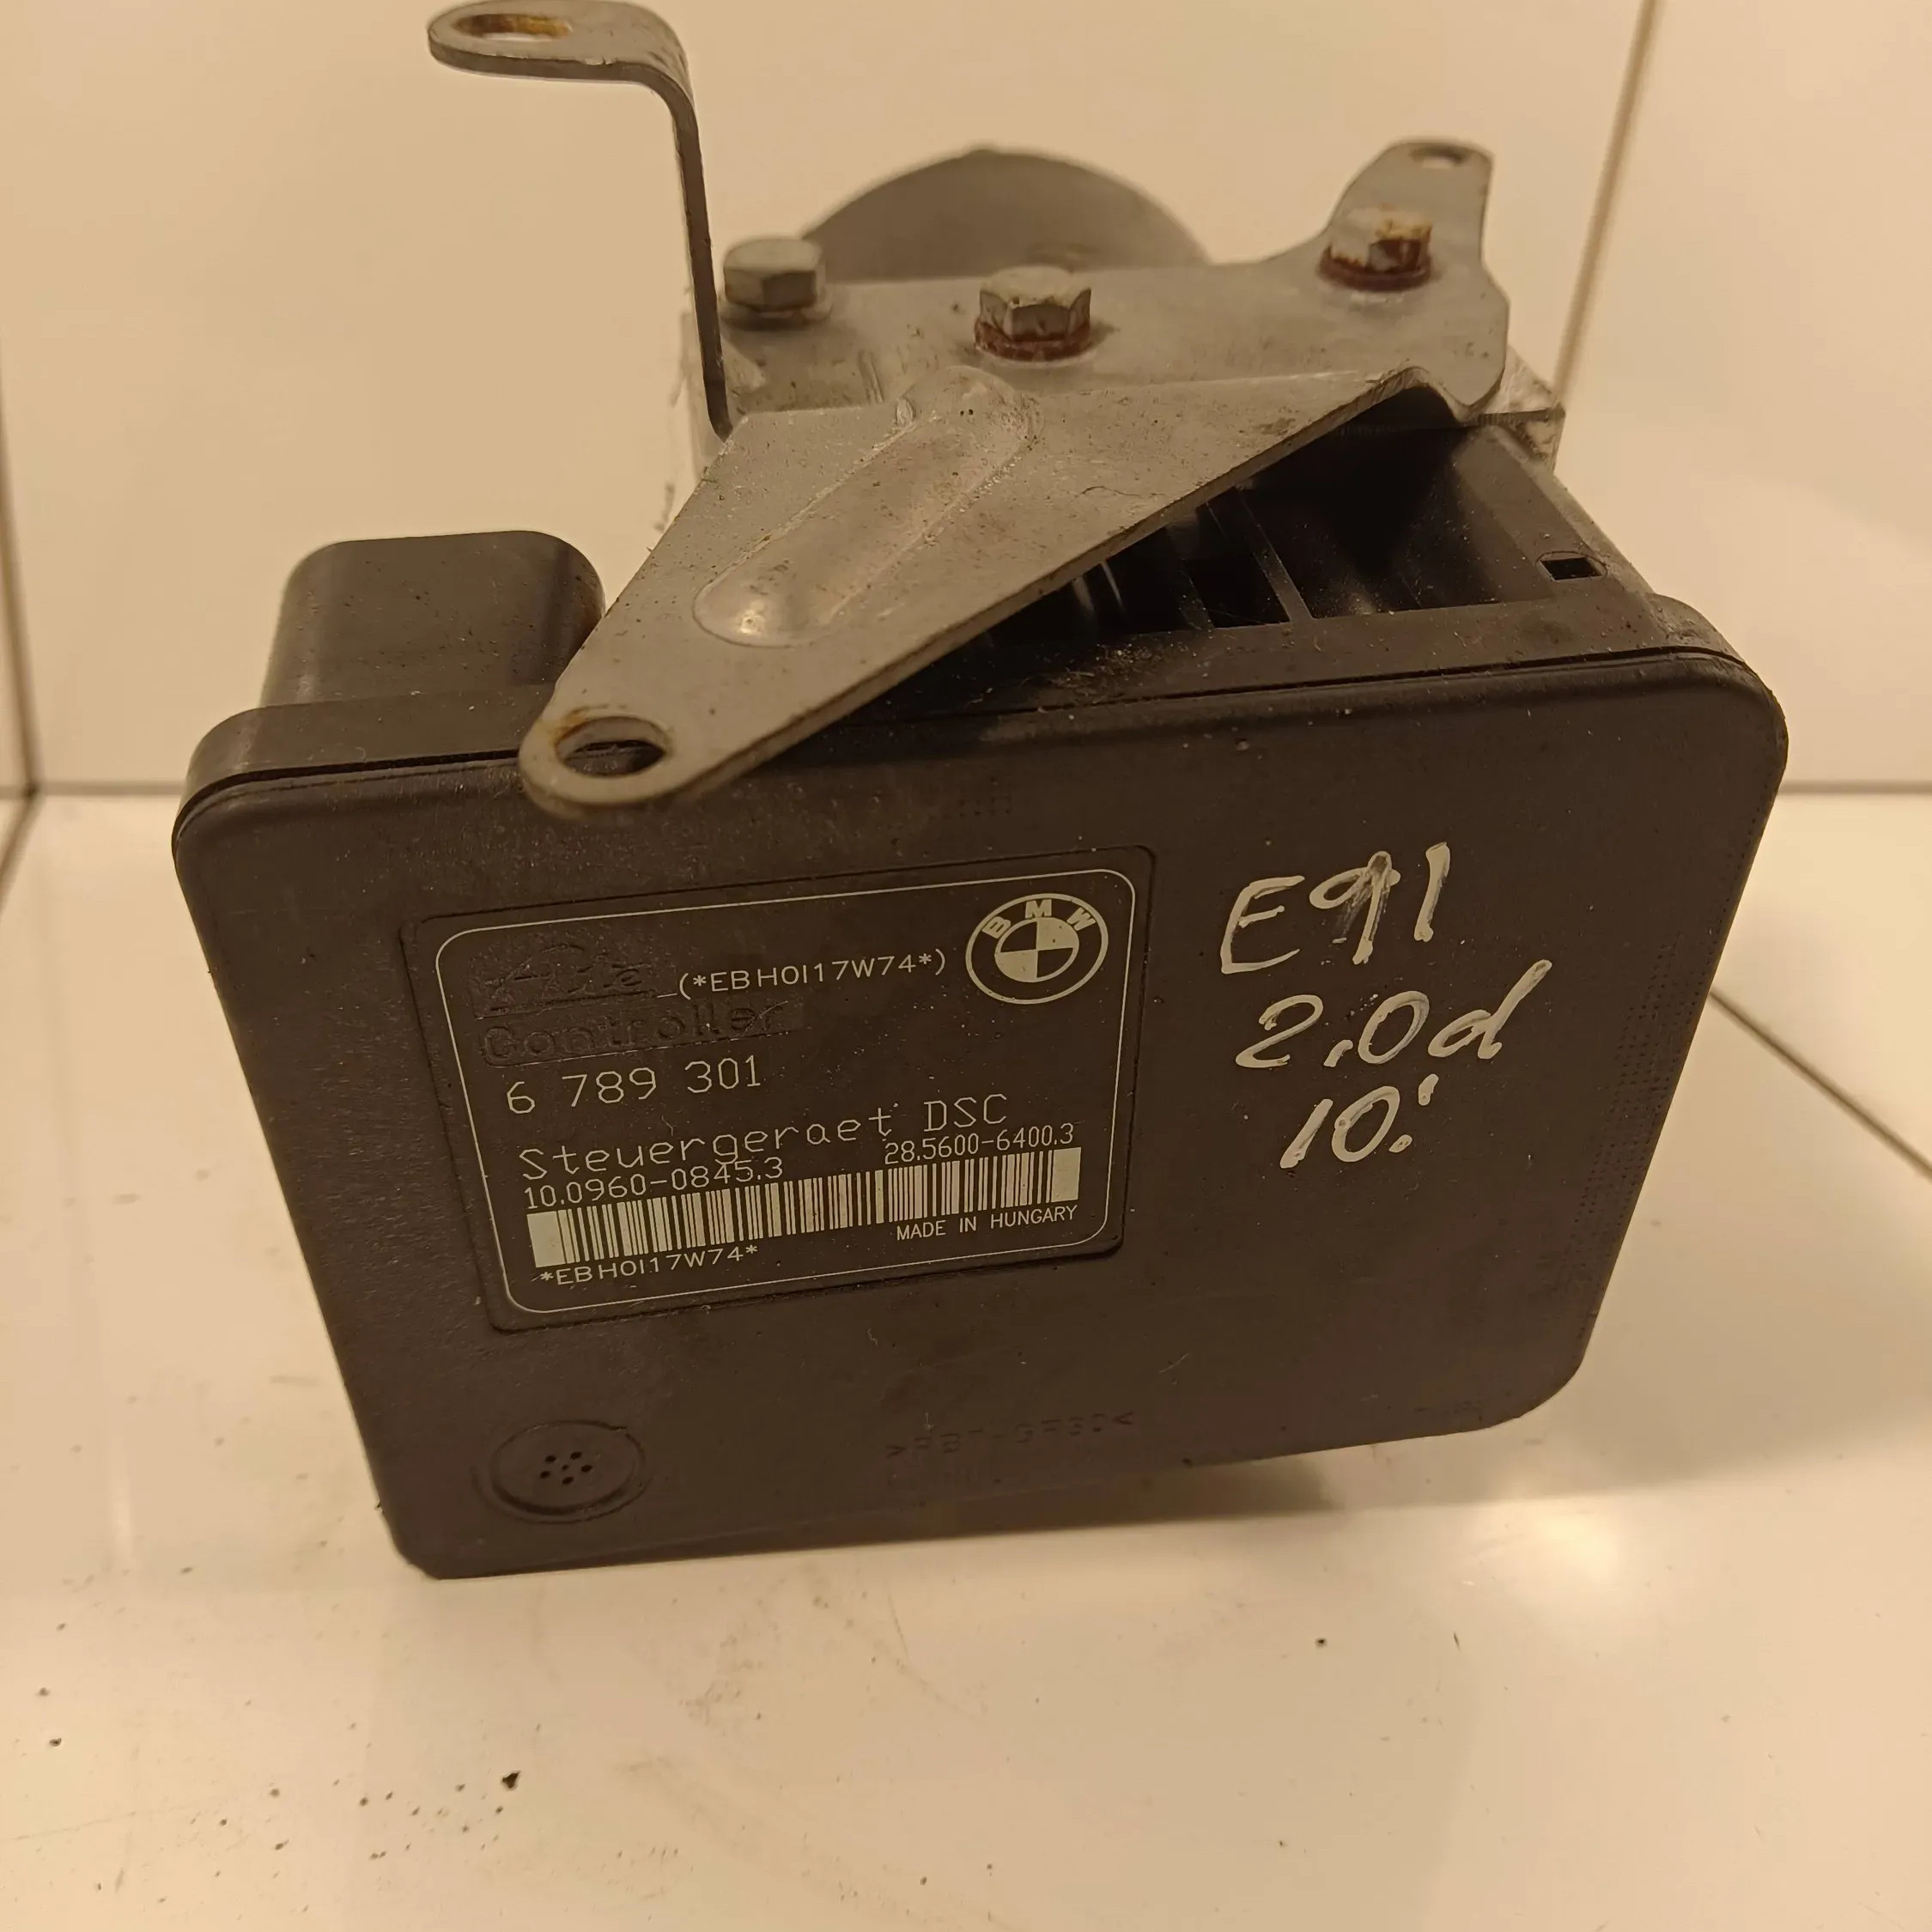 (*EBH0I17W74*)
BMW
Controller
6 789 301
Steuergeraet DSC
10.0960-0845.3
28.5600-6400.3
MADE IN HUNGARY
*EBH0I17W74*
E91
2.0d
10!